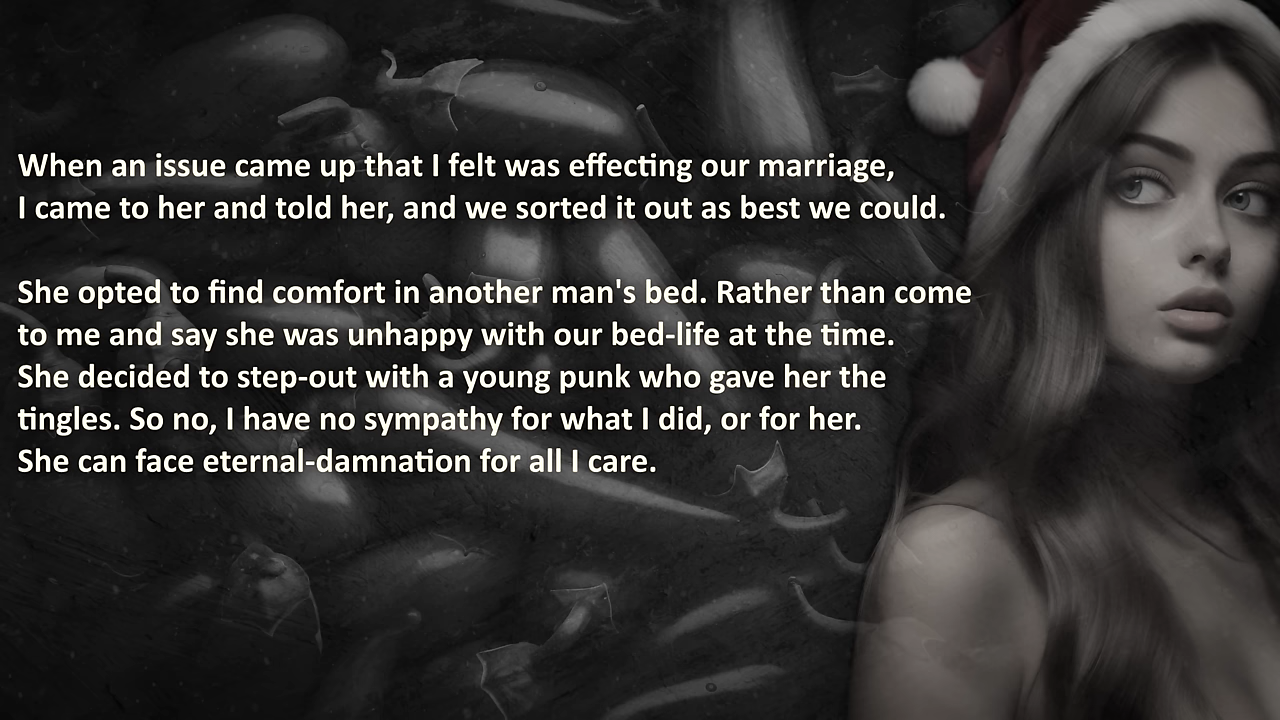 When an issue came up that I felt was effecting our marriage,
I came to her and told her, and we sorted it out as best we could.
She opted to find comfort in another man's bed. Rather than come
to me and say she was unhappy with our bed-life at the time.
She decided to step-out with a young punk who gave her the
tingles. So no, I have no sympathy for what I did, or for her.
She can face eternal-damnation for all I care.